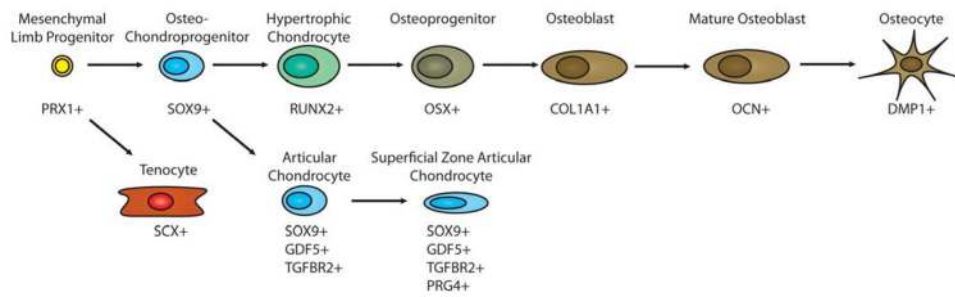 Mesenchymal
Limb Progenitor
Osteo-
Chondroprogenitor
Hypertrophic
Chondrocyte
Osteoprogenitor
Osteoblast
Mature Osteoblast
Osteocyte
PRX1+
SOX9+
RUNX2+
OSX+
COL1A1+
OCN+
DMP1+
Tenocyte
SCX+
Articular
Chondrocyte
SOX9+
GDF5+
TGFBR2+
Superficial Zone Articular
Chondrocyte
SOX9+
GDF5+
TGFBR2+
PRG4+